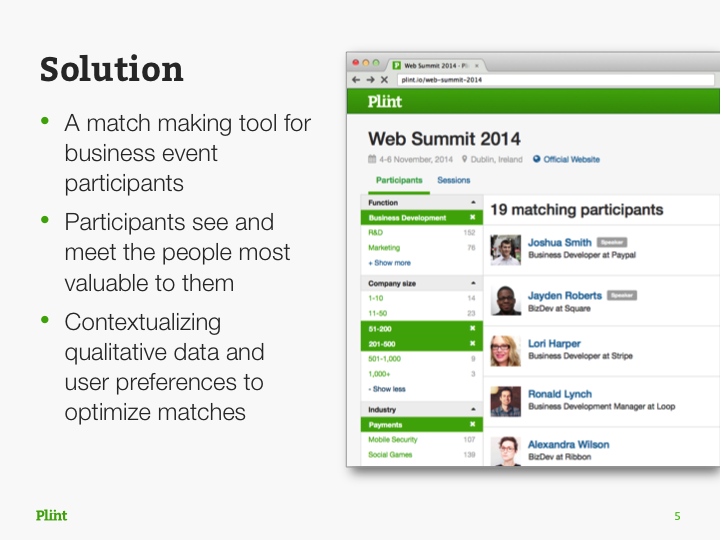 Solution
• A match making tool for
business event
participants
• Participants see and
meet the people most
valuable to them
• Contextualizing
qualitative data and
user preferences to
optimize matches
Web Summit 2014 - Pli
plint.io/web-summit-2014
Plint
Web Summit 2014
4-6 November, 2014 Dublin, Ireland Official Website
Participants Sessions
Function
Business Development
R&D 152
Marketing 76
+ Show more
Company size
1-10 14
11-50 23
51-200
201-500
501-1,000 9
1,000+ 3
- Show less
Industry
Payments
Mobile Security 107
Social Games 139
19 matching participants
Joshua Smith Speaker
Business Developer at Paypal
Jayden Roberts Speaker
BizDev at Square
Lori Harper
Business Developer at Stripe
Ronald Lynch
Business Development Manager at Loop
Alexandra Wilson
BizDev at Ribbon
Plint
5